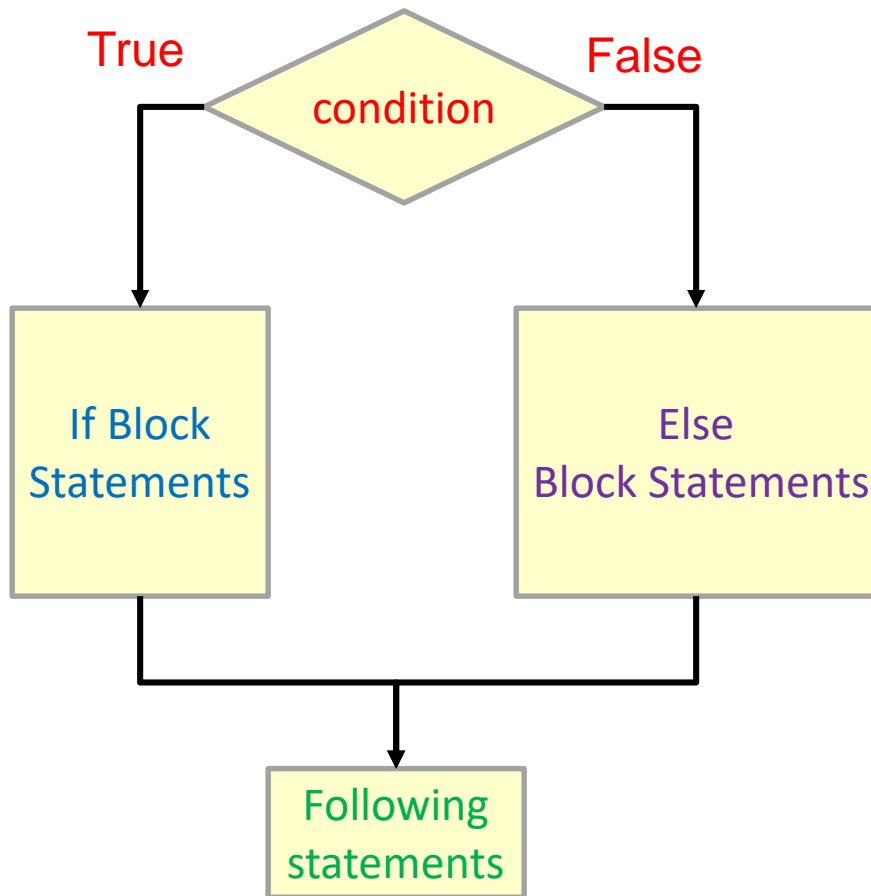 True
False
condition
If Block
Statements
Else
Block Statements
Following
statements